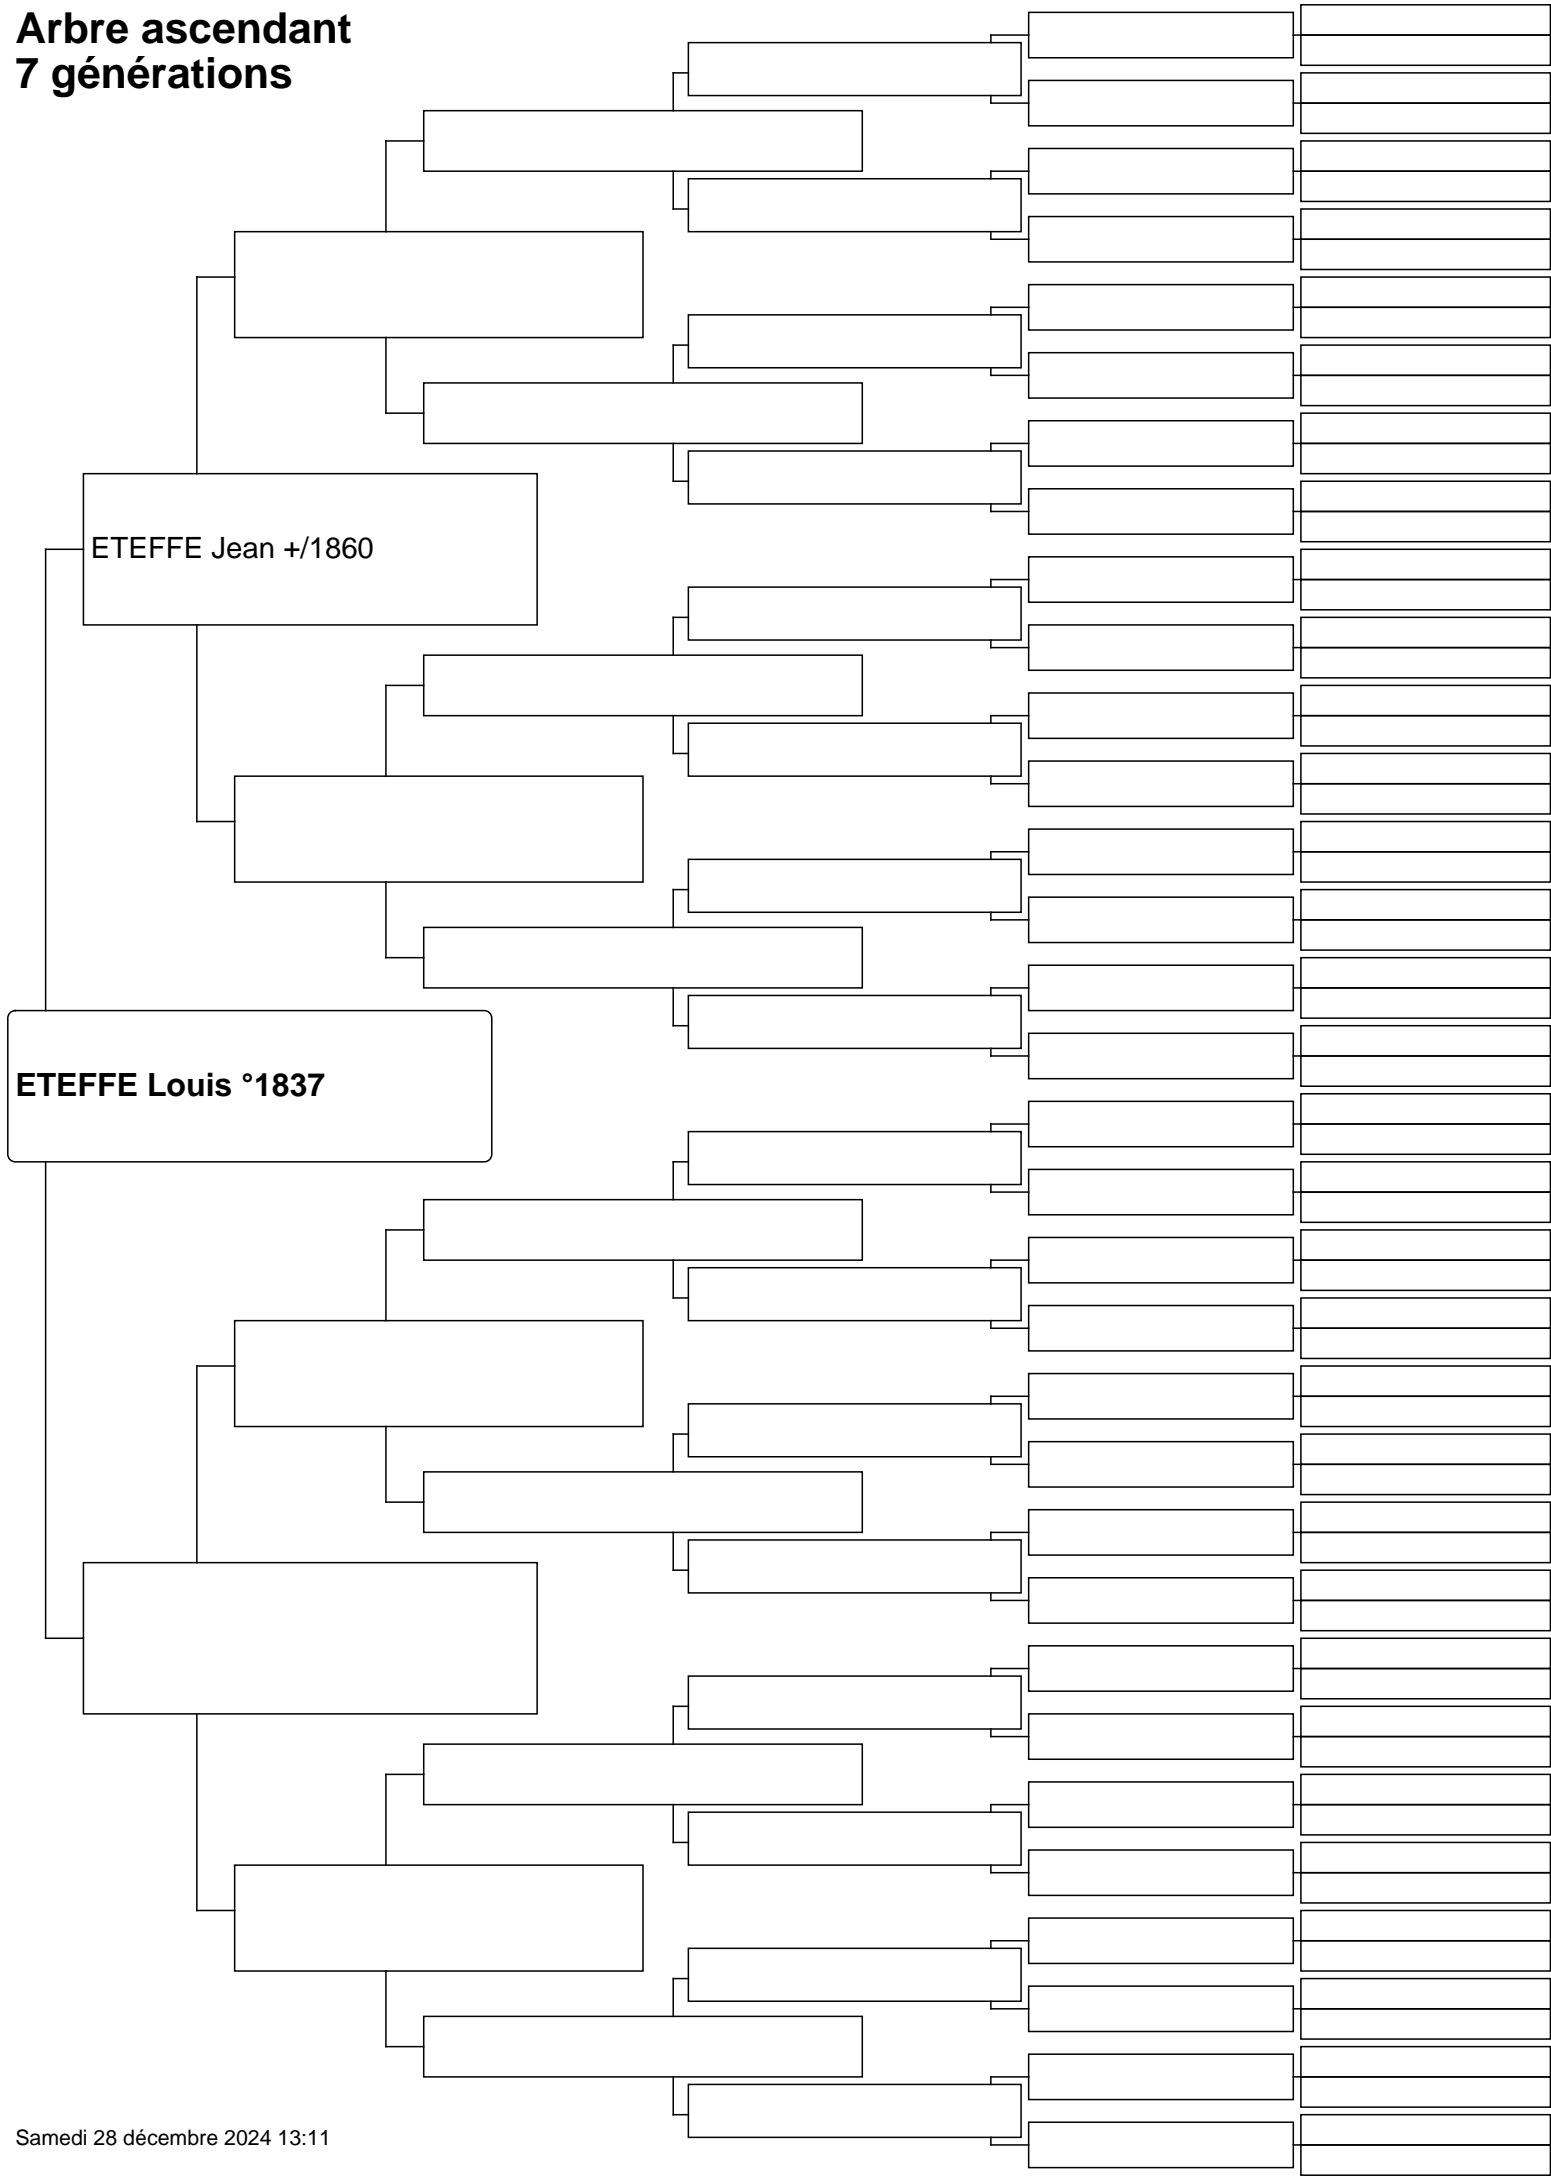 Arbre ascendant
7 générations
ETEFFE Jean +/1860
ETEFFE Louis °1837
Samedi 28 décembre 2024 13:11